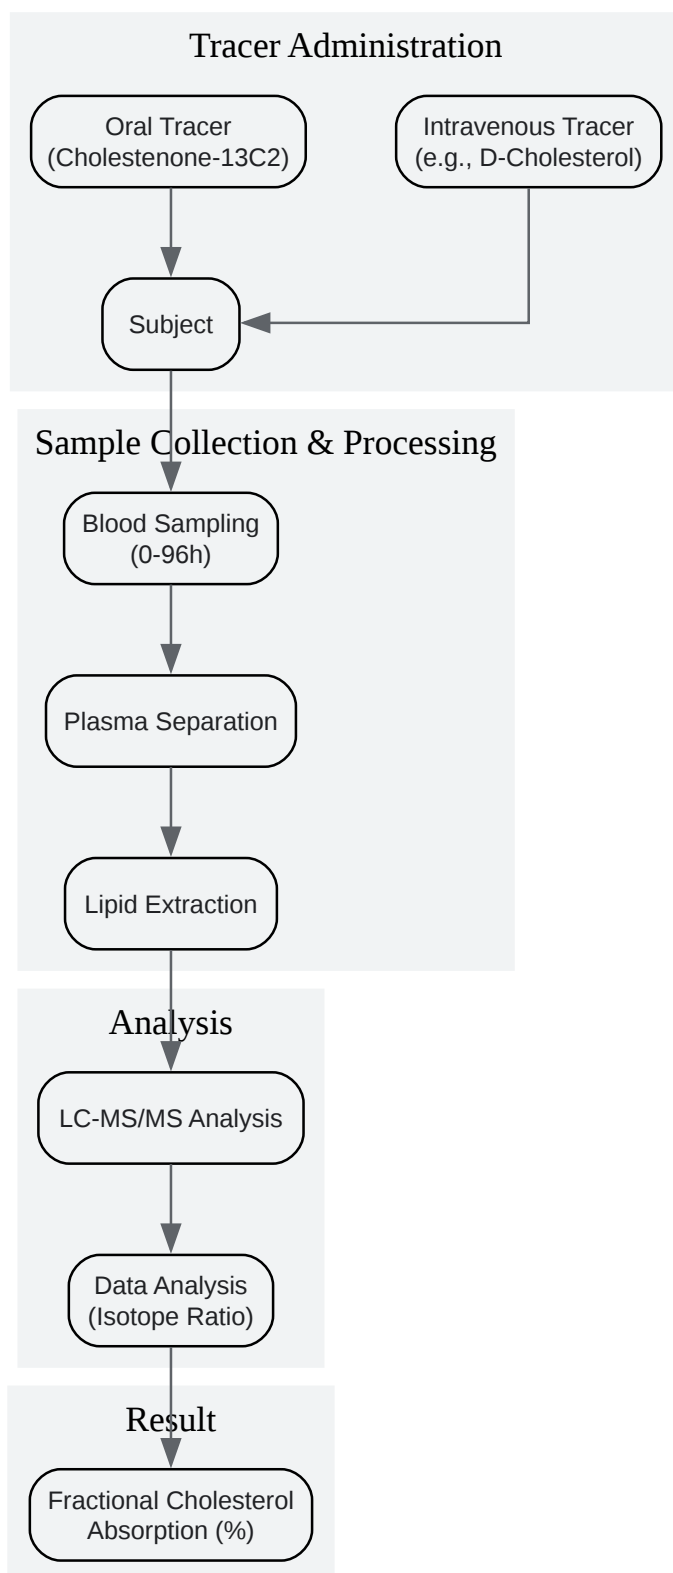 Tracer Administration
Oral Tracer
(Cholestenone-13C2)
Intravenous Tracer
(e.g., D-Cholesterol)
Subject
Sample Collection & Processing
Blood Sampling
(0-96h)
Plasma Separation
Lipid Extraction
Analysis
LC-MS/MS Analysis
Data Analysis
(Isotope Ratio)
Result
Fractional Cholesterol
Absorption (%)